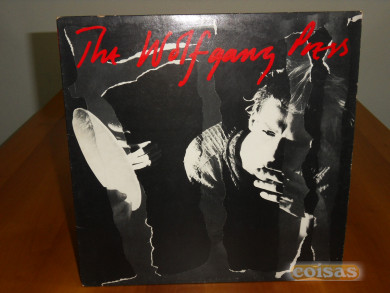 The Wolfgang Press
coisas